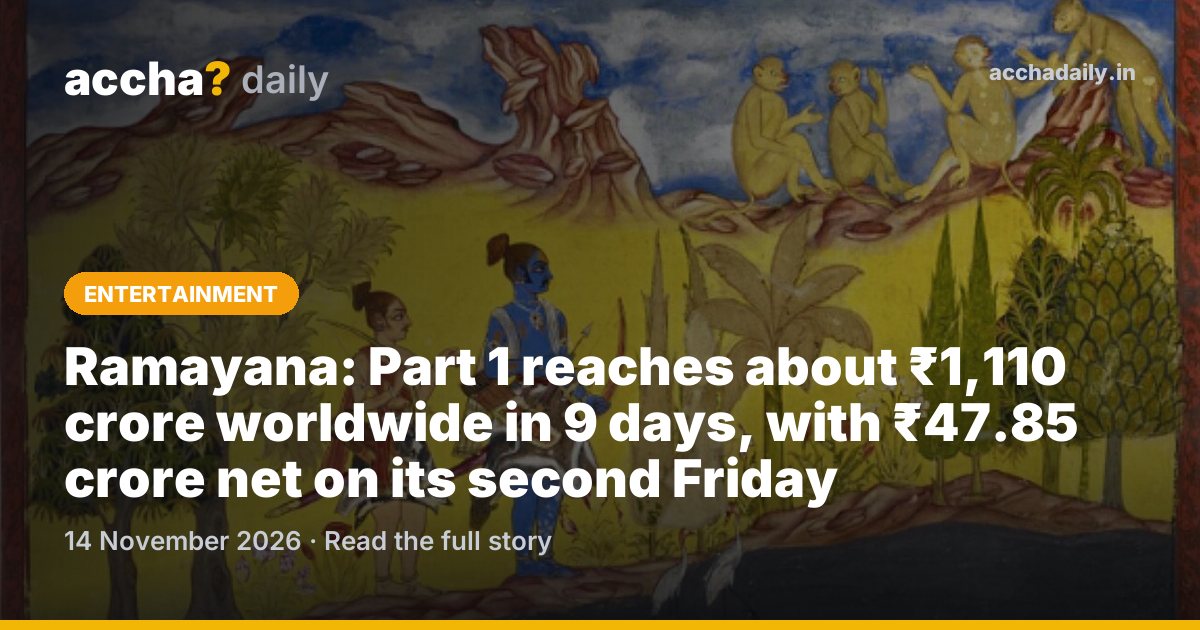 accha? daily
acchadaily.in
ENTERTAINMENT
Ramayana: Part 1 reaches about ₹1,110
crore worldwide in 9 days, with ₹47.85
crore net on its second Friday
14 November 2026 · Read the full story